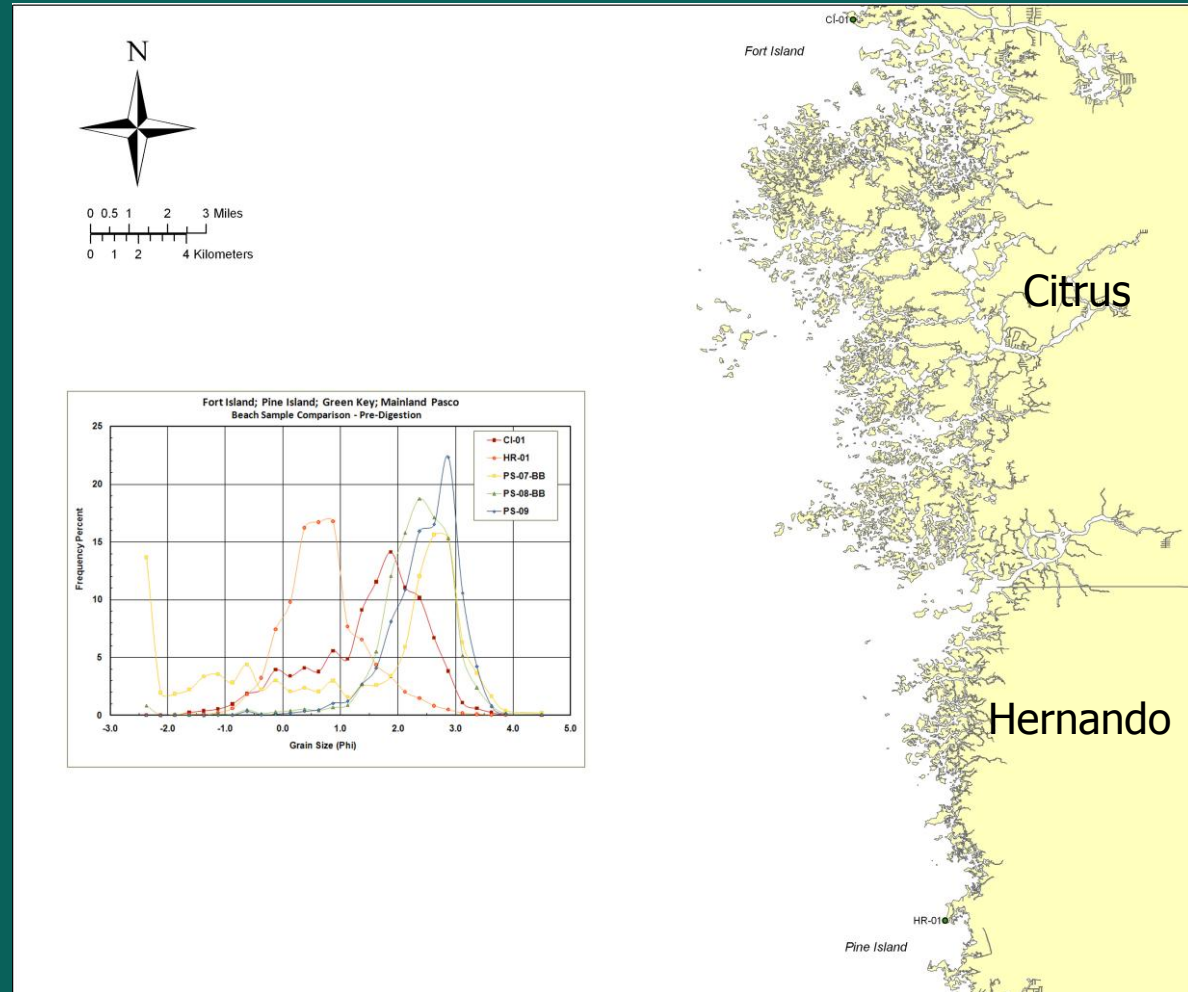 CI-01
Fort Island
N
0 0.5 1 2 3 Miles
0 1 2 4 Kilometers
Citrus
Fort Island; Pine Island; Green Key; Mainland Pasco
Beach Sample Comparison - Pre-Digestion
25
20
15
10
5
0
Frequency Percent
CI-01
HR-01
PS-07-BB
PS-08-BB
PS-09
-3.0 -2.0 -1.0 0.0 1.0 2.0 3.0 4.0 5.0
Grain Size (Phi)
Hernando
HR-01
Pine Island